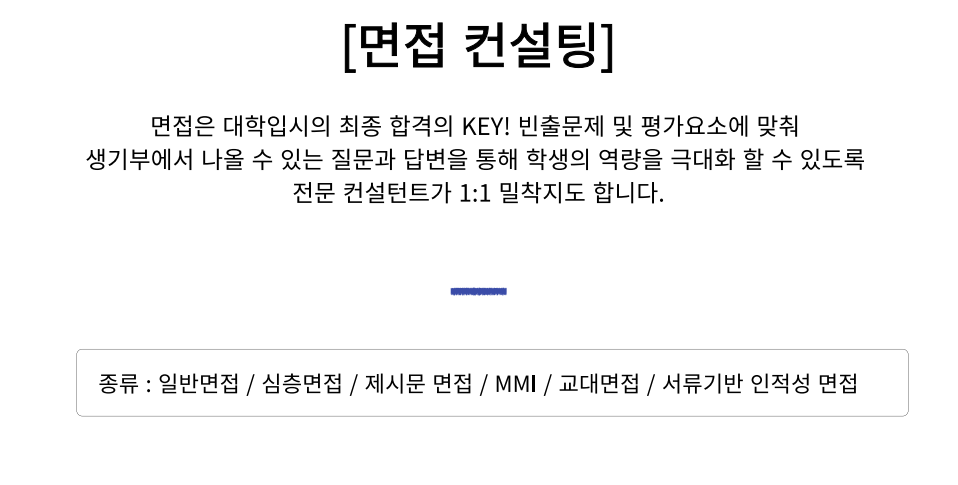 [면접 컨설팅]
면접은 대학입시의 최종 합격의 KEY! 빈출문제 및 평가요소에 맞춰
생기부에서 나올 수 있는 질문과 답변을 통해 학생의 역량을 극대화 할 수 있도록
전문 컨설턴트가 1:1 밀착지도 합니다.
종류 : 일반면접 / 심층면접 / 제시문 면접 / MMI / 교대면접 / 서류기반 인적성 면접